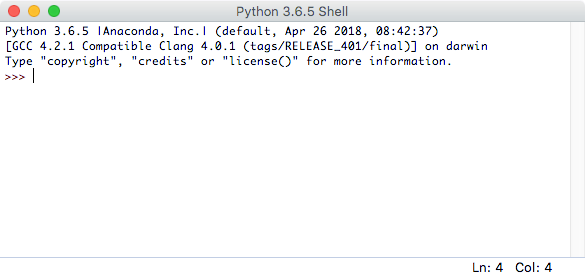 Python 3.6.5 Shell
Python 3.6.5 |Anaconda, Inc.| (default, Apr 26 2018, 08:42:37)
[GCC 4.2.1 Compatible Clang 4.0.1 (tags/RELEASE_401/final)] on darwin
Type "copyright", "credits" or "license()" for more information.
>>>
Ln: 4 Col: 4